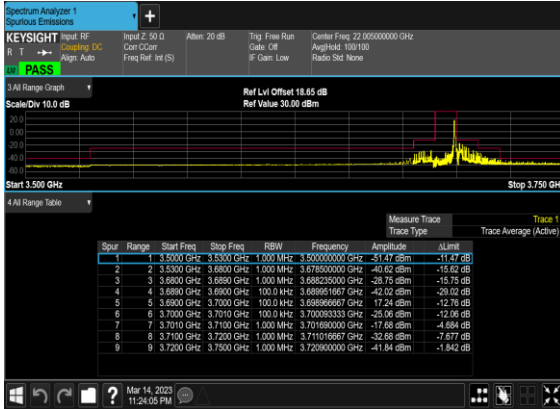 Spectrum Analyzer 1
Spurious Emissions
KEYSIGHT Input: RF Input Z: 50 Ω Atten: 20 dB Trig: Free Run Center Freq: 22.005000000 GHz
R T Coupling: DC Corr CCorr Gate: Off Avg|Hold: 100/100
Align: Auto Freq Ref: Int (S) IF Gain: Low Radio Std: None
PASS
3 All Range Graph Ref Lvl Offset 18.65 dB
Scale/Div 10.0 dB Ref Value 30.00 dBm
20.0
0.00
-20.0
-40.0
-60.0
Start 3.500 GHz Stop 3.750 GH
4 All Range Table
Measure Trace Trace 1
Trace Type Trace Average (Active)
Spur Range Start Freq Stop Freq RBW Frequency Amplitude ΔLimit
1 1 3.5000 GHz 3.5300 GHz 1.000 MHz 3.500000000 GHz -51.47 dBm -11.47 dB
2 2 3.5300 GHz 3.6800 GHz 1.000 MHz 3.678500000 GHz -40.62 dBm -15.62 dB
3 3 3.6800 GHz 3.6890 GHz 1.000 MHz 3.688235000 GHz -28.75 dBm -15.75 dB
4 4 3.6890 GHz 3.6900 GHz 100.0 kHz 3.689951667 GHz -42.02 dBm -29.02 dB
5 5 3.6900 GHz 3.7000 GHz 100.0 kHz 3.698966667 GHz 17.24 dBm -12.76 dB
6 6 3.7000 GHz 3.7010 GHz 100.0 kHz 3.700093333 GHz -25.06 dBm -12.06 dB
7 7 3.7010 GHz 3.7100 GHz 1.000 MHz 3.701690000 GHz -17.68 dBm -4.684 dB
8 8 3.7100 GHz 3.7200 GHz 1.000 MHz 3.711016667 GHz -32.68 dBm -7.677 dB
9 9 3.7200 GHz 3.7500 GHz 1.000 MHz 3.720900000 GHz -41.84 dBm -1.842 dB
Mar 14, 2023
11:24:05 PM